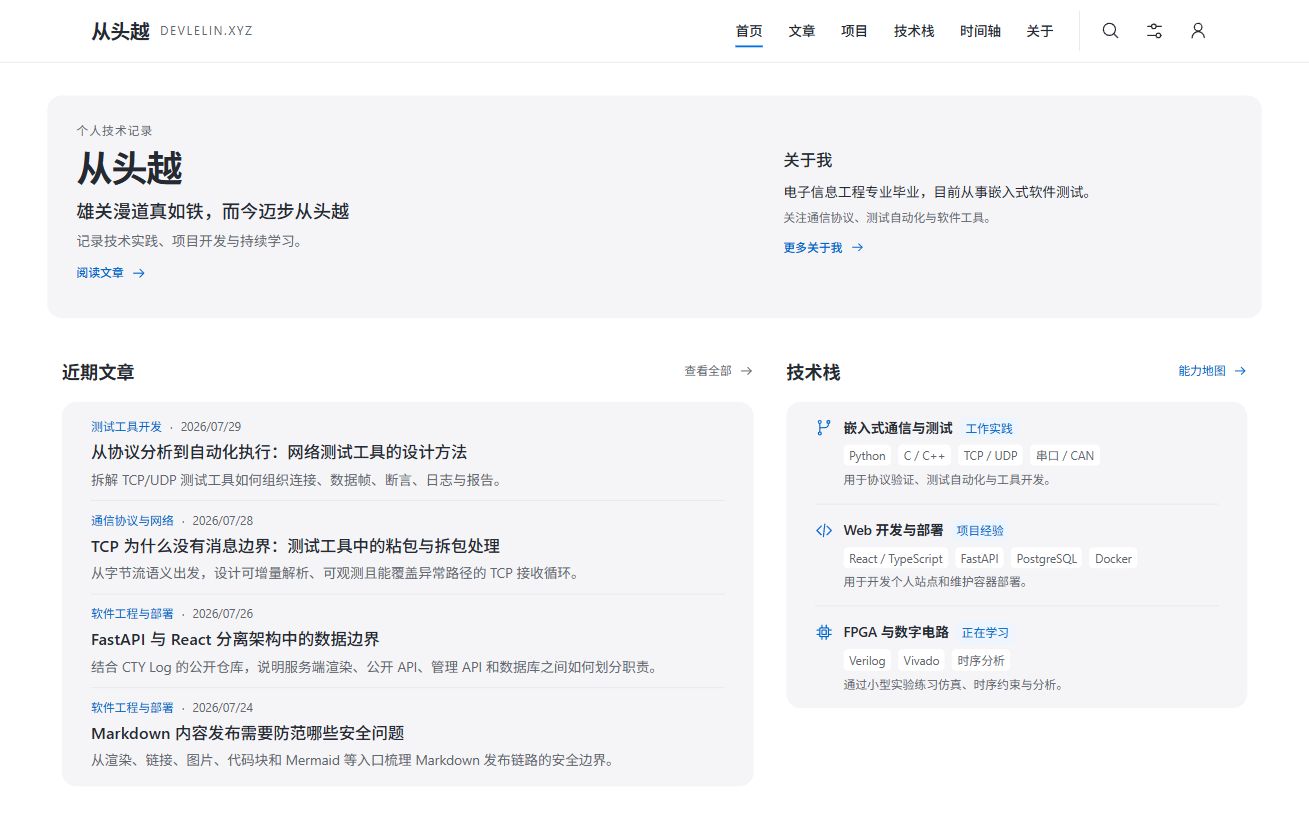 从头越 DEVLELIN.XYZ 首页 文章 项目 技术栈 时间轴 关于
个人技术记录
从头越
雄关漫道真如铁，而今迈步从头越
记录技术实践、项目开发与持续学习。
阅读文章 →
关于我
电子信息工程专业毕业，目前从事嵌入式软件测试。
关注通信协议、测试自动化与软件工具。
更多关于我 →
近期文章 查看全部 →
测试工具开发 · 2026/07/29
从协议分析到自动化执行：网络测试工具的设计方法
拆解 TCP/UDP 测试工具如何组织连接、数据帧、断言、日志与报告。
通信协议与网络 · 2026/07/28
TCP 为什么没有消息边界：测试工具中的粘包与拆包处理
从字节流语义出发，设计可增量解析、可观测且能覆盖异常路径的 TCP 接收循环。
软件工程与部署 · 2026/07/26
FastAPI 与 React 分离架构中的数据边界
结合 CTY Log 的公开仓库，说明服务端渲染、公开 API、管理 API 和数据库之间如何划分职责。
软件工程与部署 · 2026/07/24
Markdown 内容发布需要防范哪些安全问题
从渲染、链接、图片、代码块和 Mermaid 等入口梳理 Markdown 发布链路的安全边界。
技术栈 能力地图 →
嵌入式通信与测试 工作实践
Python C / C++ TCP / UDP 串口 / CAN
用于协议验证、测试自动化与工具开发。
Web 开发与部署 项目经验
React / TypeScript FastAPI PostgreSQL Docker
用于开发个人站点和维护容器部署。
FPGA 与数字电路 正在学习
Verilog Vivado 时序分析
通过小型实验练习仿真、时序约束与分析。